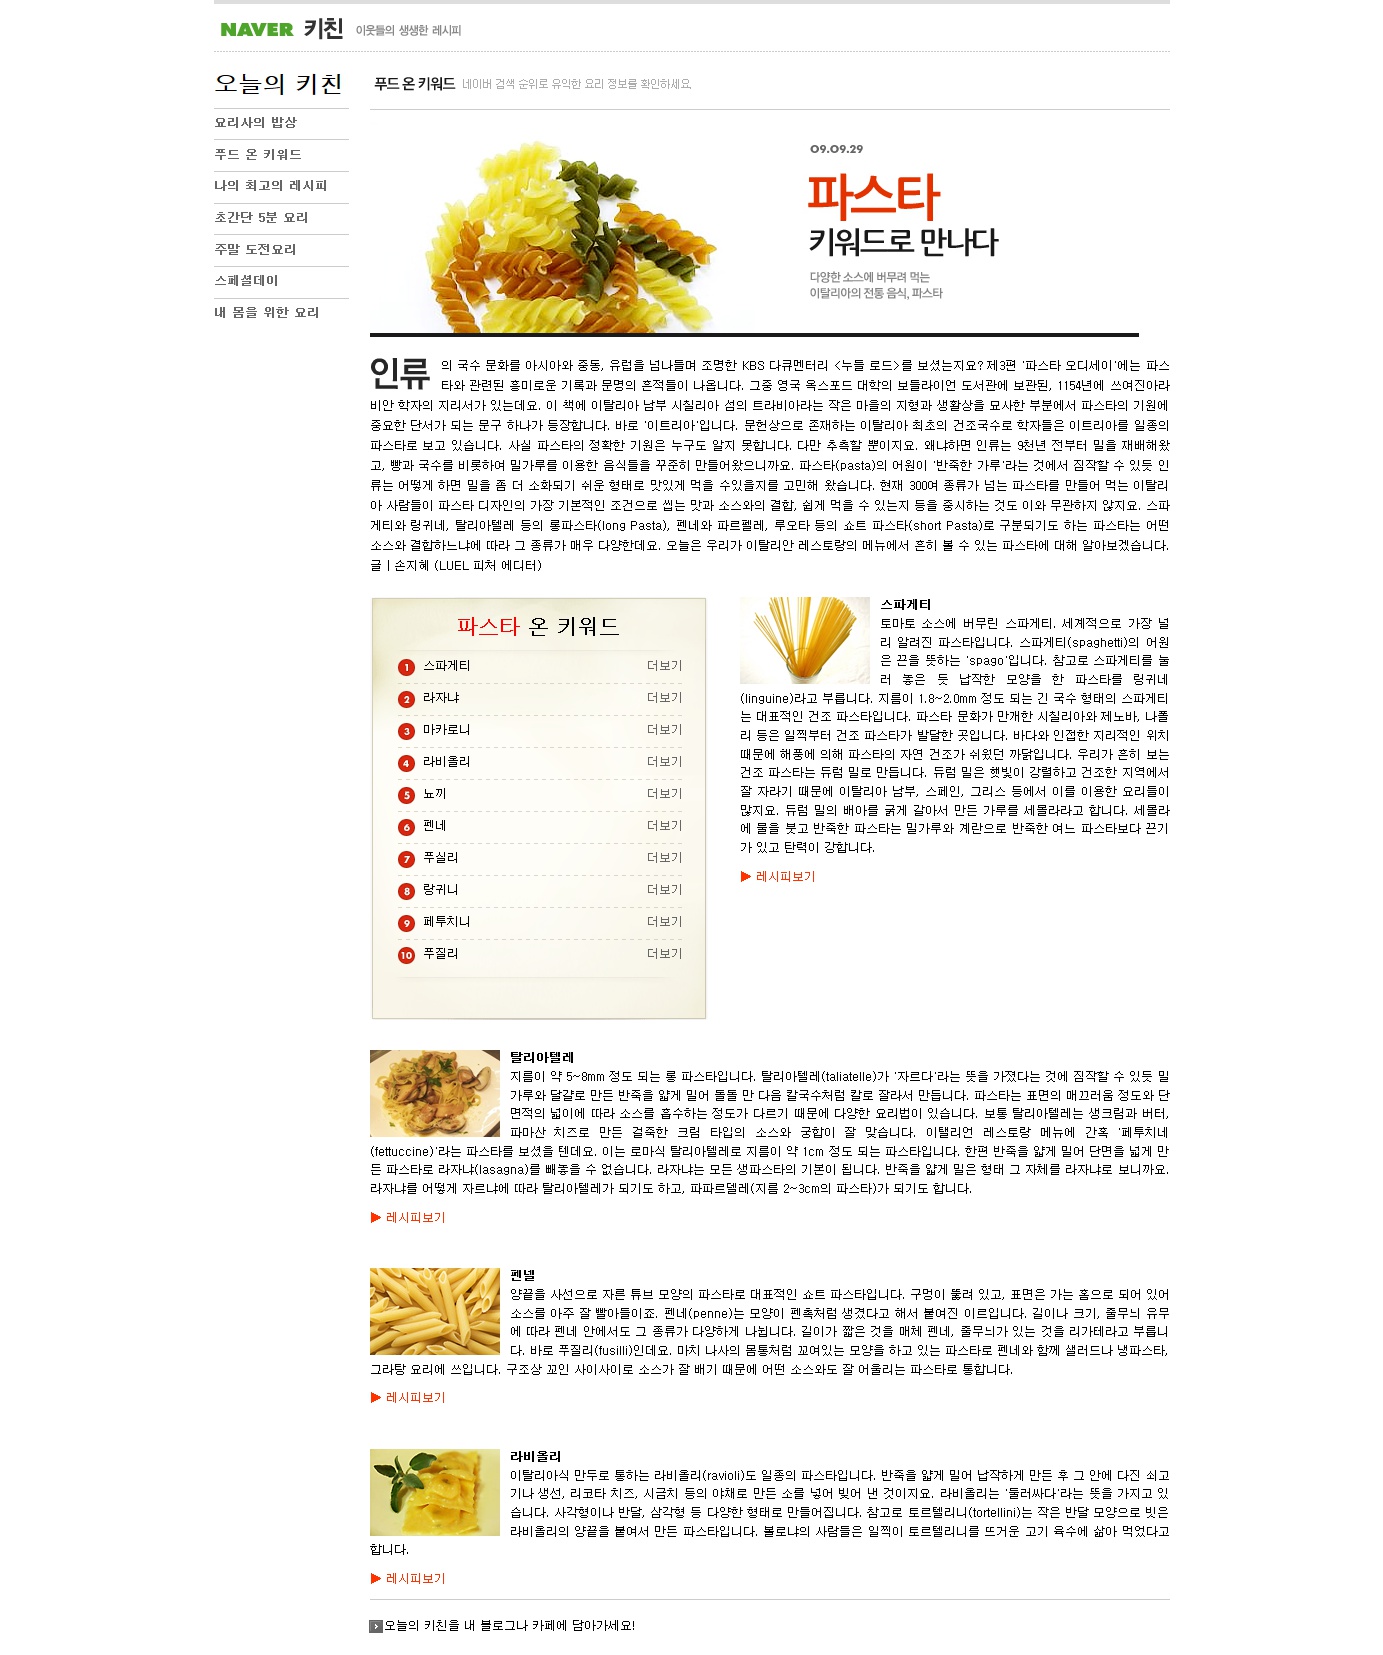 NAVER 키친 이웃들의 생생한 레시피
오늘의 키친
요리사의 밥상
푸드 온 키워드
나의 최고의 레시피
초간단 5분 요리
주말 도전요리
스페셜데이
내 몸을 위한 요리
푸드 온 키워드 네이버 검색 순위로 유익한 요리 정보를 확인하세요.
09.09.29
파스타
키워드로 만나다
다양한 소스에 버무려 먹는
이탈리아의 전통 음식, 파스타
인류의 국수 문화를 아시아와 중동, 유럽을 넘나들며 조명한 KBS 다큐멘터리 <누들 로드>를 보셨는지요? 제3편 '파스타 오디세이'에는 파스
타와 관련된 흥미로운 기록과 문명의 흔적들이 나옵니다. 그중 영국 옥스포드 대학의 보들라이언 도서관에 보관된, 1154년에 쓰여진아라
비안 학자의 지리서가 있는데요. 이 책에 이탈리아 남부 시칠리아 섬의 트라비아라는 작은 마을의 지형과 생활상을 묘사한 부분에서 파스타의 기원에
중요한 단서가 되는 문구 하나가 등장합니다. 바로 '이트리아'입니다. 문헌상으로 존재하는 이탈리아 최초의 건조국수로 학자들은 이트리아를 일종의
파스타로 보고 있습니다. 사실 파스타의 정확한 기원은 누구도 알지 못합니다. 다만 추측할 뿐이지요. 왜냐하면 인류는 9천년 전부터 밀을 재배해왔
고, 빵과 국수를 비롯하여 밀가루를 이용한 음식들을 꾸준히 만들어왔으니까요. 파스타(pasta)의 어원이 '반죽한 가루'라는 것에서 짐작할 수 있듯 인
류는 어떻게 하면 밀을 좀 더 소화되기 쉬운 형태로 맛있게 먹을 수있을지를 고민해 왔습니다. 현재 300여 종류가 넘는 파스타를 만들어 먹는 이탈리
아 사람들이 파스타 디자인의 가장 기본적인 조건으로 씹는 맛과 소스와의 결합, 쉽게 먹을 수 있는지 등을 중시하는 것도 이와 무관하지 않지요. 스파
게티와 링귀네, 탈리아텔레 등의 롱파스타(long Pasta), 펜네와 파르펠레, 루오타 등의 쇼트 파스타(short Pasta)로 구분되기도 하는 파스타는 어떤
소스와 결합하느냐에 따라 그 종류가 매우 다양한데요. 오늘은 우리가 이탈리안 레스토랑의 메뉴에서 흔히 볼 수 있는 파스타에 대해 알아보겠습니다.
글 | 손지혜 (LUEL 피처 에디터)
파스타 온 키워드
1 스파게티 더보기
2 라자냐 더보기
3 마카로니 더보기
4 라비올리 더보기
5 뇨끼 더보기
6 펜네 더보기
7 푸실리 더보기
8 랑귀니 더보기
9 페투치니 더보기
10 푸질리 더보기
스파게티
토마토 소스에 버무린 스파게티. 세계적으로 가장 널
리 알려진 파스타입니다. 스파게티(spaghetti)의 어원
은 끈을 뜻하는 'spago'입니다. 참고로 스파게티를 눌
러 놓은 듯 납작한 모양을 한 파스타를 링귀네
(linguine)라고 부릅니다. 지름이 1.8~2.0mm 정도 되는 긴 국수 형태의 스파게티
는 대표적인 건조 파스타입니다. 파스타 문화가 만개한 시칠리아와 제노바, 나폴
리 등은 일찍부터 건조 파스타가 발달한 곳입니다. 바다와 인접한 지리적인 위치
때문에 해풍에 의해 파스타의 자연 건조가 쉬웠던 까닭입니다. 우리가 흔히 보는
건조 파스타는 듀럼 밀로 만듭니다. 듀럼 밀은 햇빛이 강렬하고 건조한 지역에서
잘 자라기 때문에 이탈리아 남부, 스페인, 그리스 등에서 이를 이용한 요리들이
많지요. 듀럼 밀의 배아를 굵게 갈아서 만든 가루를 세몰라라고 합니다. 세몰라
에 물을 붓고 반죽한 파스타는 밀가루와 계란으로 반죽한 여느 파스타보다 끈기
가 있고 탄력이 강합니다.
▶ 레시피보기
탈리아텔레
지름이 약 5~8mm 정도 되는 롱 파스타입니다. 탈리아텔레(taliatelle)가 '자르다'라는 뜻을 가졌다는 것에 짐작할 수 있듯 밀
가루와 달걀로 만든 반죽을 얇게 밀어 돌돌 만 다음 칼국수처럼 칼로 잘라서 만듭니다. 파스타는 표면의 매끄러움 정도와 단
면적의 넓이에 따라 소스를 흡수하는 정도가 다르기 때문에 다양한 요리법이 있습니다. 보통 탈리아텔레는 생크림과 버터,
파마산 치즈로 만든 걸쭉한 크림 타입의 소스와 궁합이 잘 맞습니다. 이탤리언 레스토랑 메뉴에 간혹 '페투치네
(fettuccine)'라는 파스타를 보셨을 텐데요. 이는 로마식 탈리아텔레로 지름이 약 1cm 정도 되는 파스타입니다. 한편 반죽을 얇게 밀어 단면을 넓게 만
든 파스타로 라자냐(lasagna)를 빼놓을 수 없습니다. 라자냐는 모든 생파스타의 기본이 됩니다. 반죽을 얇게 밀은 형태 그 자체를 라자냐로 보니까요.
라자냐를 어떻게 자르냐에 따라 탈리아텔레가 되기도 하고, 파파르델레(지름 2~3cm의 파스타)가 되기도 합니다.
▶ 레시피보기
펜넬
양끝을 사선으로 자른 튜브 모양의 파스타로 대표적인 쇼트 파스타입니다. 구멍이 뚫려 있고, 표면은 가는 홈으로 되어 있어
소스를 아주 잘 빨아들이죠. 펜네(penne)는 모양이 펜촉처럼 생겼다고 해서 붙여진 이르입니다. 길이나 크기, 줄무늬 유무
에 따라 펜네 안에서도 그 종류가 다양하게 나뉩니다. 길이가 짧은 것을 매체 펜네, 줄무늬가 있는 것을 리가테라고 부릅니
다. 바로 푸질리(fusilli)인데요. 마치 나사의 몸통처럼 꼬여있는 모양을 하고 있는 파스타로 펜네와 함께 샐러드나 냉파스타,
그라탕 요리에 쓰입니다. 구조상 꼬인 사이사이로 소스가 잘 배기 때문에 어떤 소스와도 잘 어울리는 파스타로 통합니다.
▶ 레시피보기
라비올리
이탈리아식 만두로 통하는 라비올리(ravioli)도 일종의 파스타입니다. 반죽을 얇게 밀어 납작하게 만든 후 그 안에 다진 쇠고
기나 생선, 리코타 치즈, 시금치 등의 야채로 만든 소를 넣어 빚어 낸 것이지요. 라비올리는 '둘러싸다'라는 뜻을 가지고 있
습니다. 사각형이나 반달, 삼각형 등 다양한 형태로 만들어집니다. 참고로 토르텔리니(tortellini)는 작은 반달 모양으로 빗은
라비올리의 양끝을 붙여서 만든 파스타입니다. 볼로냐의 사람들은 일찍이 토르텔리니를 뜨거운 고기 육수에 삶아 먹었다고
합니다.
▶ 레시피보기
오늘의 키친을 내 블로그나 카페에 담아가세요!